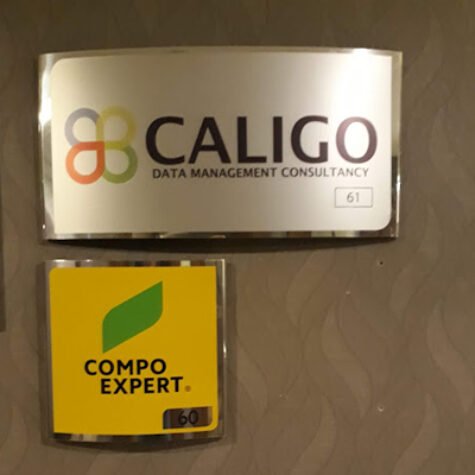 CALIGO
DATA MANAGEMENT CONSULTANCY
61
COMPO
EXPERT®
60